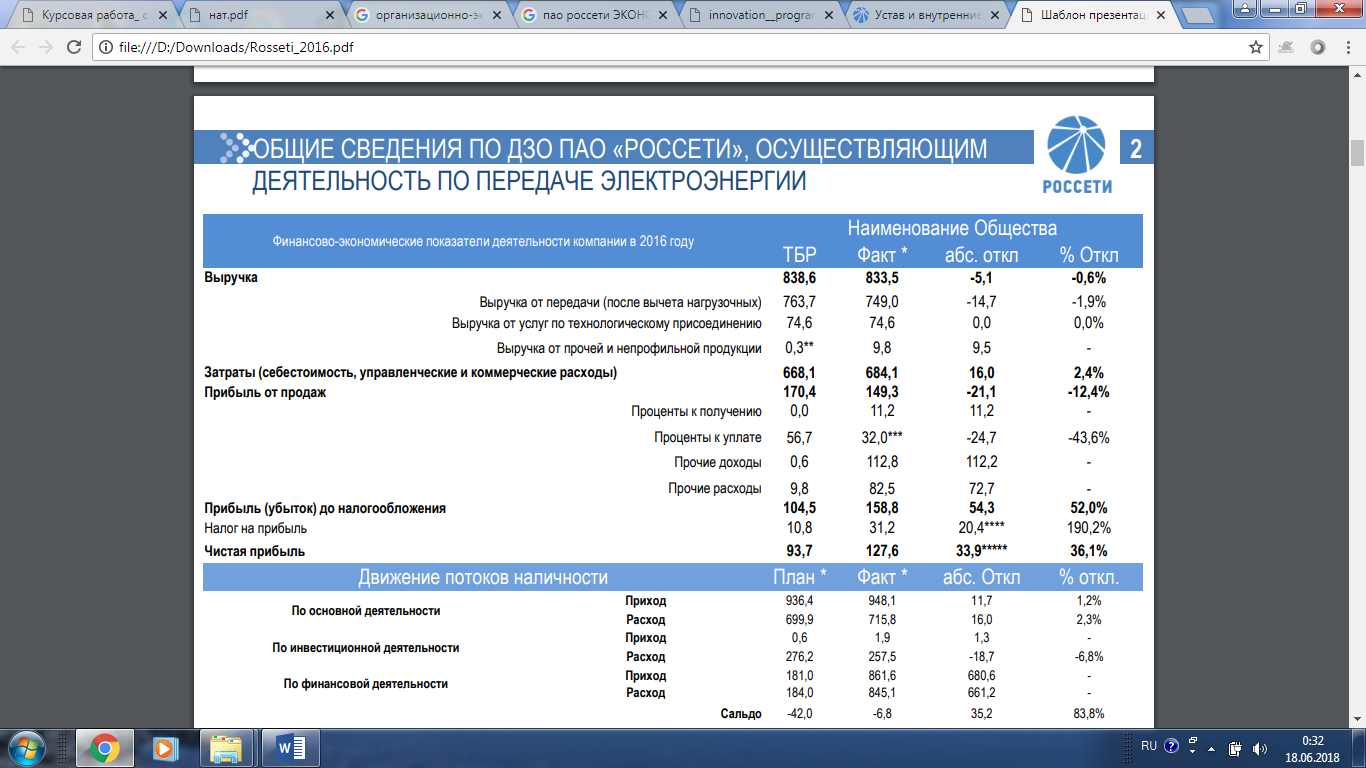 Курсовая работа_ с
нат.pdf
организационно-эк
пао россети ЭКОНО
innovation__program
Устав и внутренние
Шаблон презентаци
file:///D:/Downloads/Rosseti_2016.pdf
ОБЩИЕ СВЕДЕНИЯ ПО ДЗО ПАО «РОССЕТИ», ОСУЩЕСТВЛЯЮЩИМ
ДЕЯТЕЛЬНОСТЬ ПО ПЕРЕДАЧЕ ЭЛЕКТРОЭНЕРГИИ
РОССЕТИ
2
Финансово-экономические показатели деятельности компании в 2016 году
Наименование Общества
ТБР Факт * абс. откл % Откл
Выручка 838,6 833,5 -5,1 -0,6%
Выручка от передачи (после вычета нагрузочных) 763,7 749,0 -14,7 -1,9%
Выручка от услуг по технологическому присоединению 74,6 74,6 0,0 0,0%
Выручка от прочей и непрофильной продукции 0,3** 9,8 9,5 -
Затраты (себестоимость, управленческие и коммерческие расходы) 668,1 684,1 16,0 2,4%
Прибыль от продаж 170,4 149,3 -21,1 -12,4%
Проценты к получению 0,0 11,2 11,2 -
Проценты к уплате 56,7 32,0*** -24,7 -43,6%
Прочие доходы 0,6 112,8 112,2 -
Прочие расходы 9,8 82,5 72,7 -
Прибыль (убыток) до налогообложения 104,5 158,8 54,3 52,0%
Налог на прибыль 10,8 31,2 20,4**** 190,2%
Чистая прибыль 93,7 127,6 33,9***** 36,1%
Движение потоков наличности План * Факт * абс. Откл % откл.
По основной деятельности
Приход 936,4 948,1 11,7 1,2%
Расход 699,9 715,8 16,0 2,3%
По инвестиционной деятельности
Приход 0,6 1,9 1,3 -
Расход 276,2 257,5 -18,7 -6,8%
По финансовой деятельности
Приход 181,0 861,6 680,6 -
Расход 184,0 845,1 661,2 -
Сальдо -42,0 -6,8 35,2 83,8%
RU
0:32
18.06.2018